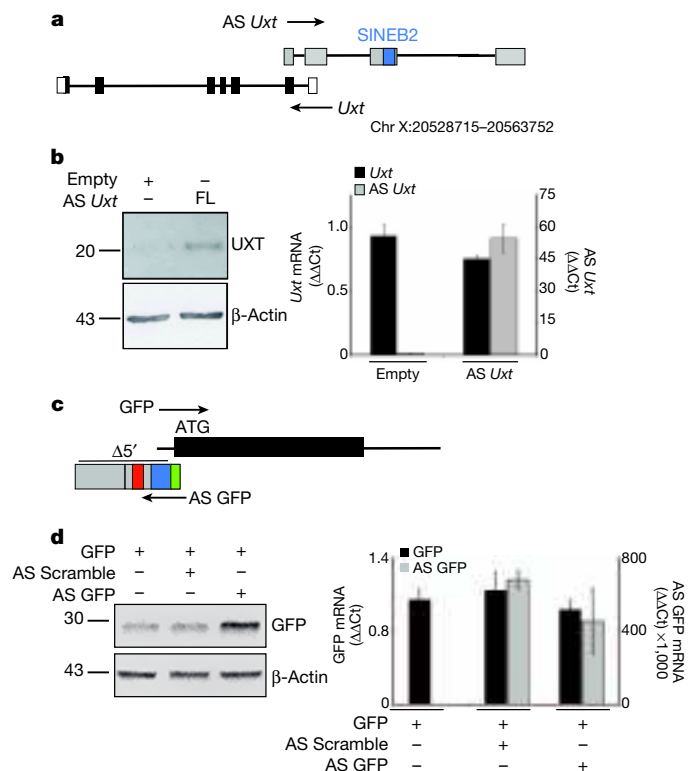 a
AS Uxt
SINEB2
Uxt
Chr X:20528715–20563752
b
Empty + –
AS Uxt – FL
20
UXT
43
β-Actin
Uxt
AS Uxt
1.0
0.5
0
Uxt mRNA
(ΔΔCt)
75
60
45
30
15
0
AS Uxt
(ΔΔCt)
Empty
AS Uxt
c
GFP
ATG
Δ5′
AS GFP
d
GFP + + +
AS Scramble – + –
AS GFP – – +
30
GFP
43
β-Actin
GFP
AS GFP
1.4
0.8
0
GFP mRNA
(ΔΔCt)
800
400
0
AS GFP mRNA
(ΔΔCt) ×1,000
GFP + + +
AS Scramble – + –
AS GFP – – +